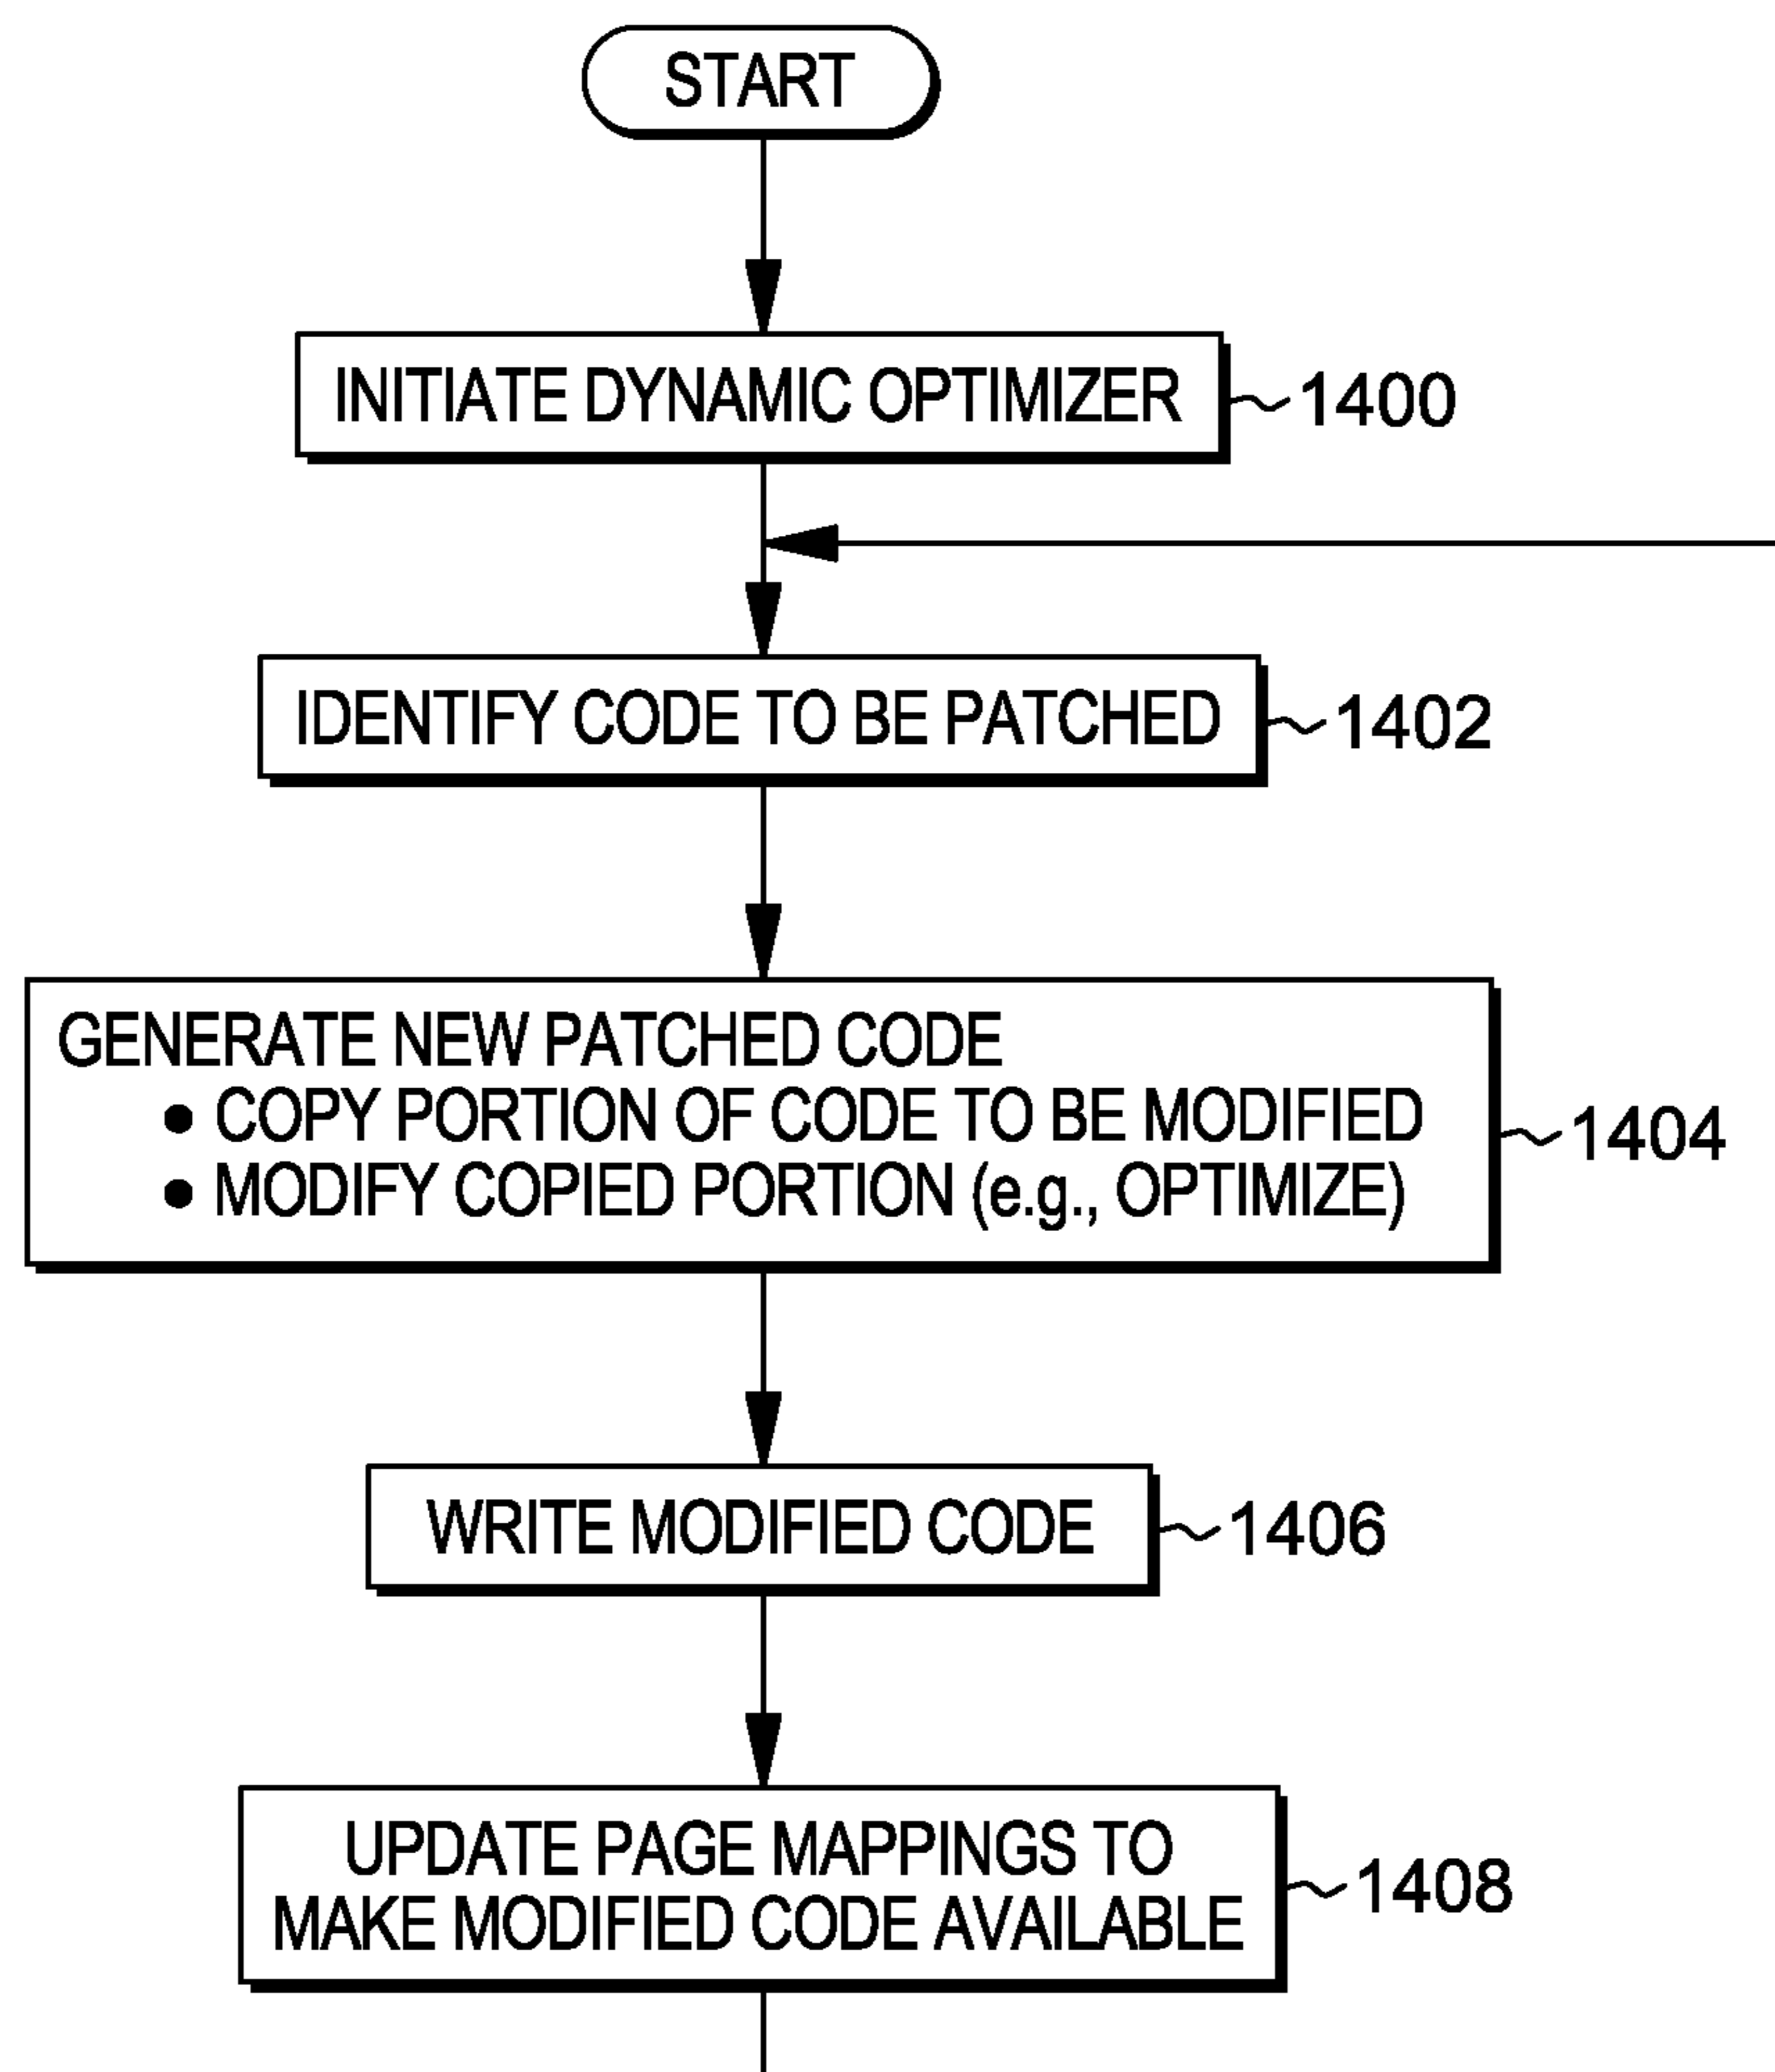 START
INITIATE DYNAMIC OPTIMIZER
1400
IDENTIFY CODE TO BE PATCHED
1402
GENERATE NEW PATCHED CODE
● COPY PORTION OF CODE TO BE MODIFIED
● MODIFY COPIED PORTION (e.g., OPTIMIZE)
1404
WRITE MODIFIED CODE
1406
UPDATE PAGE MAPPINGS TO
MAKE MODIFIED CODE AVAILABLE
1408